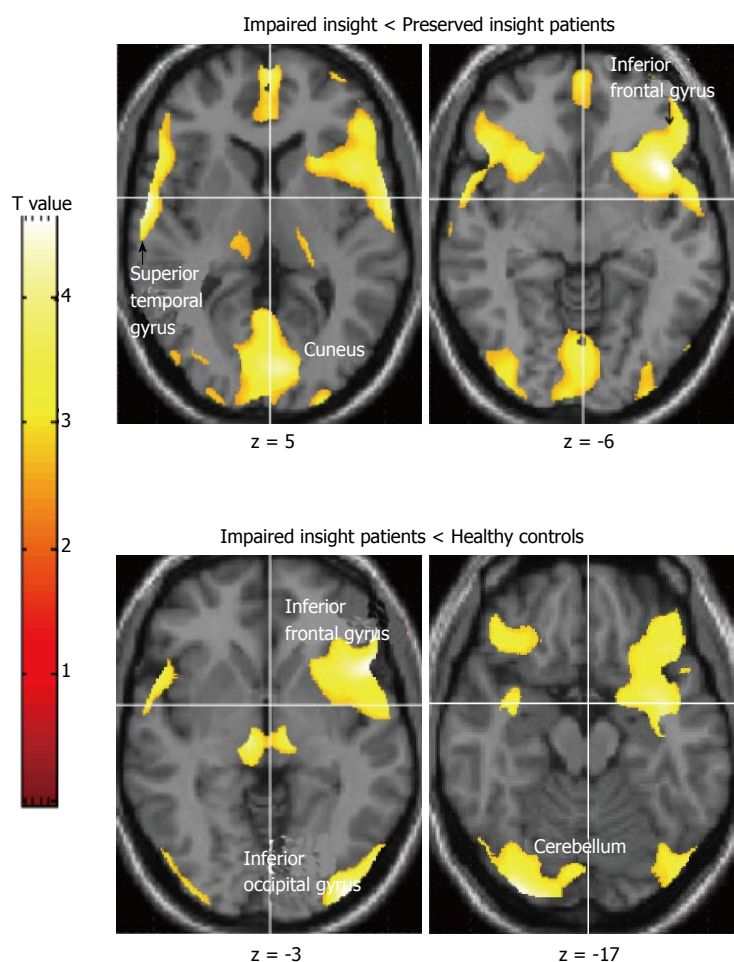 Impaired insight < Preserved insight patients
Inferior
frontal gyrus
T value
4
3
2
1
Superior
temporal
gyrus
Cuneus
z = 5
z = -6
Impaired insight patients < Healthy controls
Inferior
frontal gyrus
Inferior
occipital gyrus
Cerebellum
z = -3
z = -17